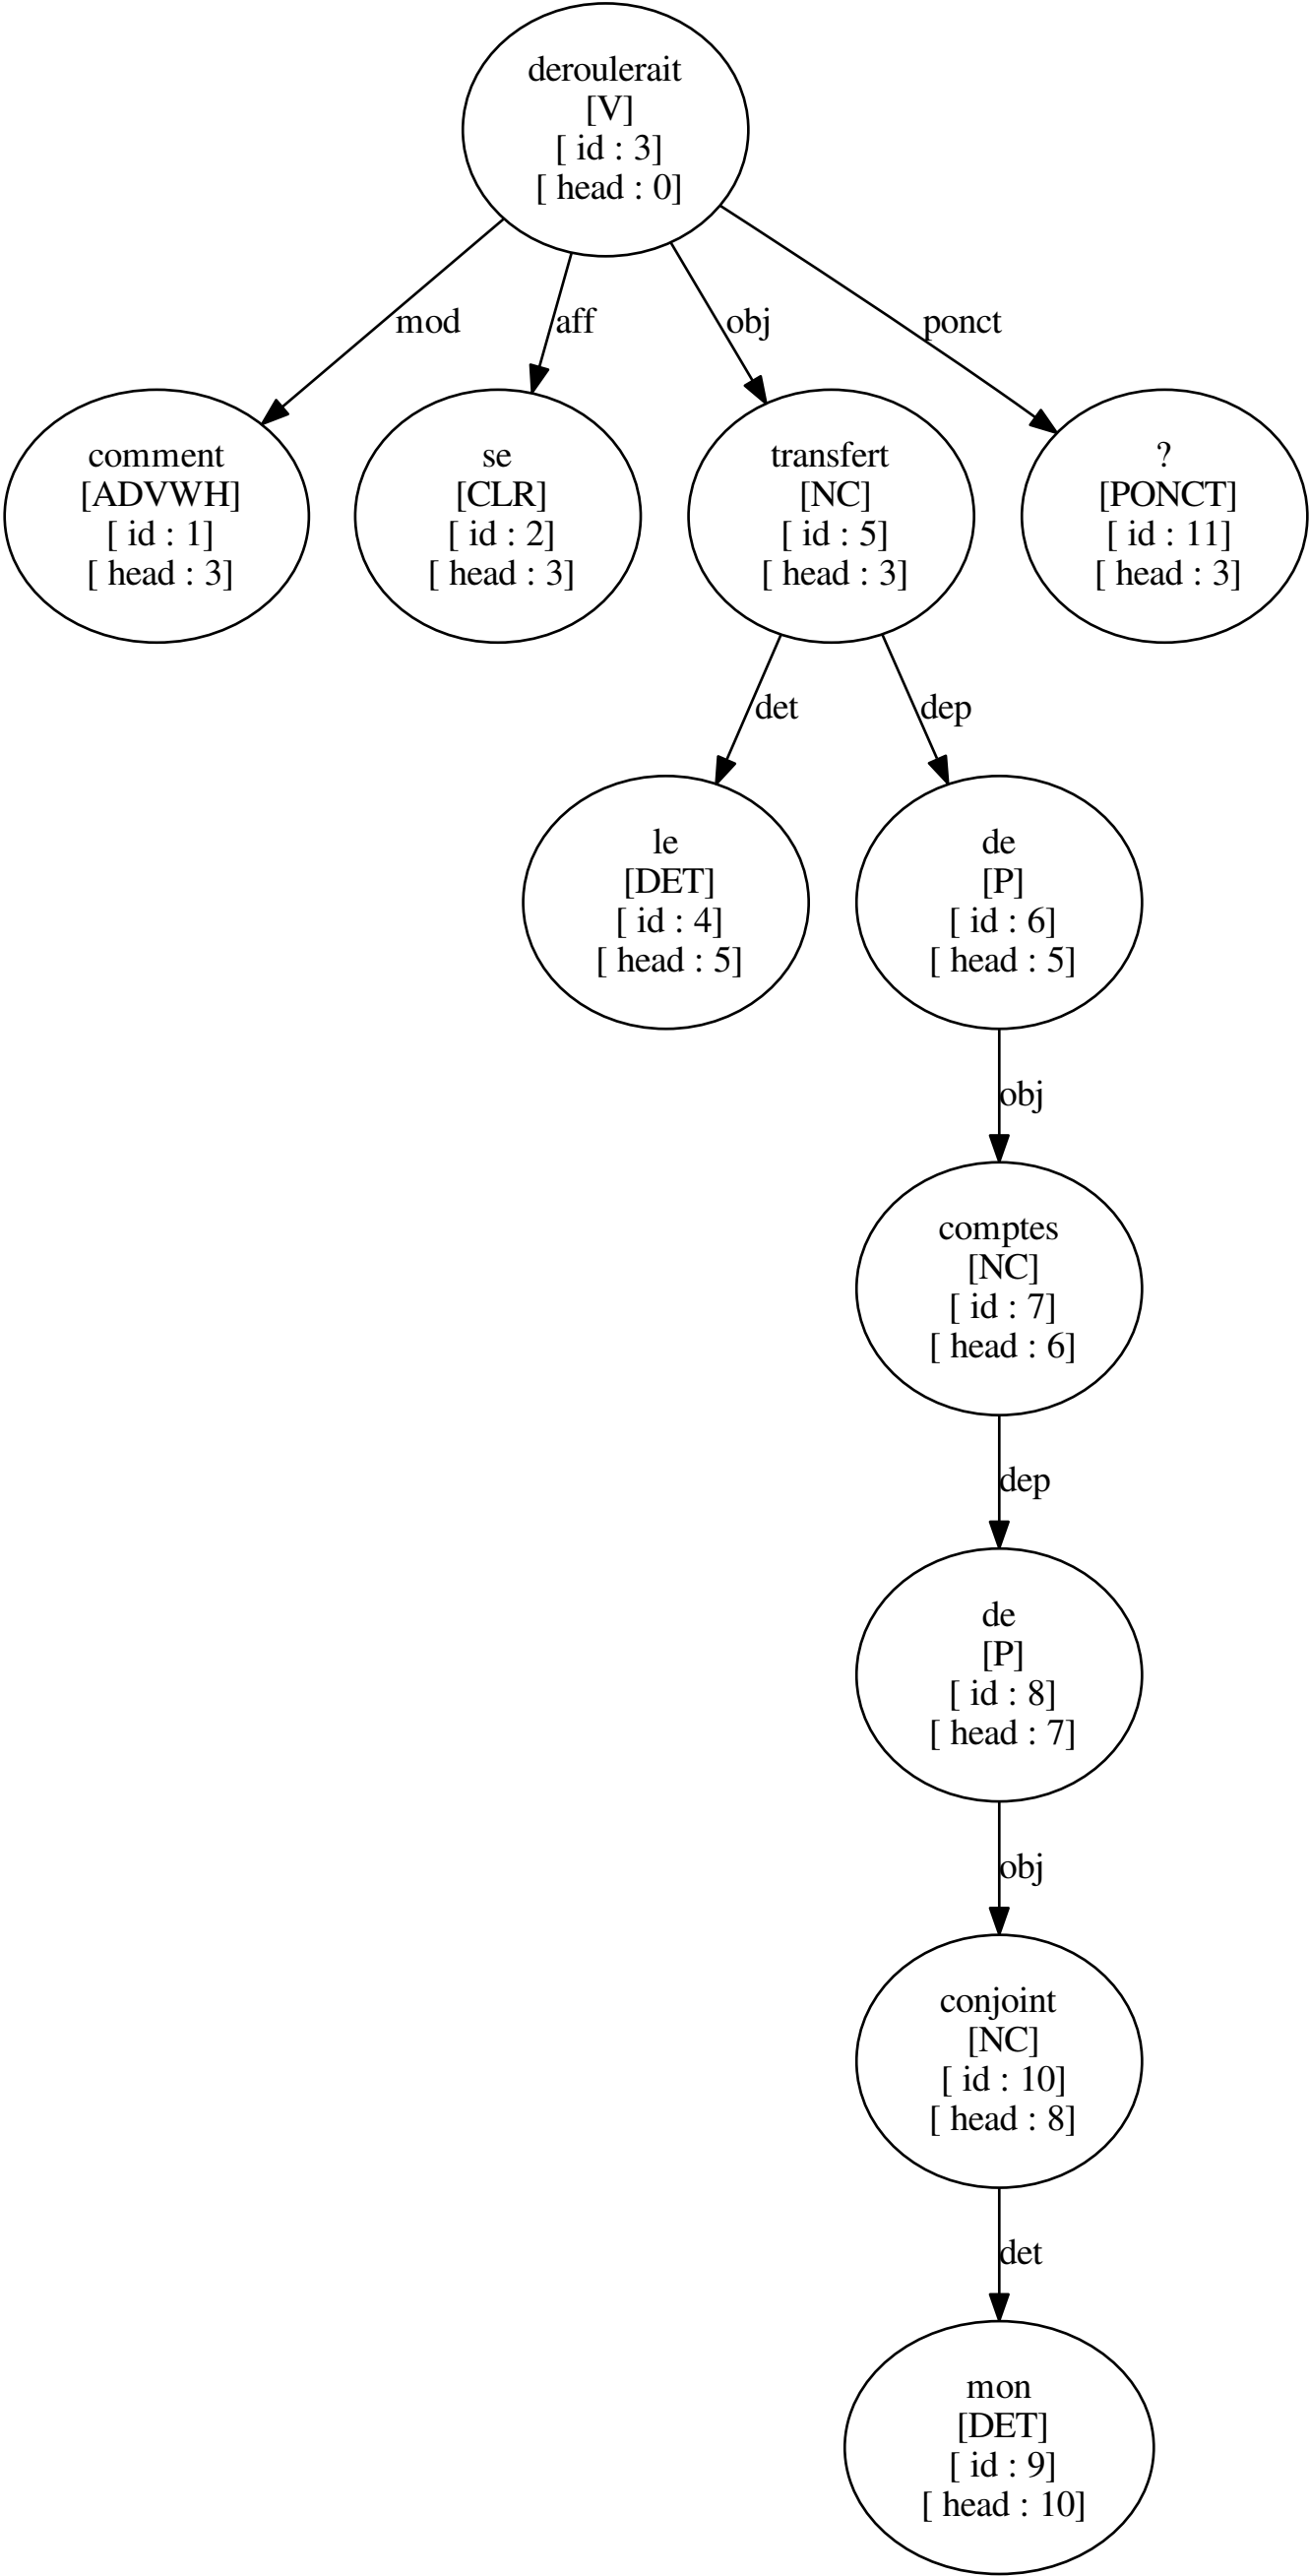 deroulerait
[V]
[ id : 3]
[ head : 0]
mod
aff
obj
ponct
comment
[ADVWH]
[ id : 1]
[ head : 3]
se
[CLR]
[ id : 2]
[ head : 3]
transfert
[NC]
[ id : 5]
[ head : 3]
?
[PONCT]
[ id : 11]
[ head : 3]
det
dep
le
[DET]
[ id : 4]
[ head : 5]
de
[P]
[ id : 6]
[ head : 5]
obj
comptes
[NC]
[ id : 7]
[ head : 6]
dep
de
[P]
[ id : 8]
[ head : 7]
obj
conjoint
[NC]
[ id : 10]
[ head : 8]
det
mon
[DET]
[ id : 9]
[ head : 10]